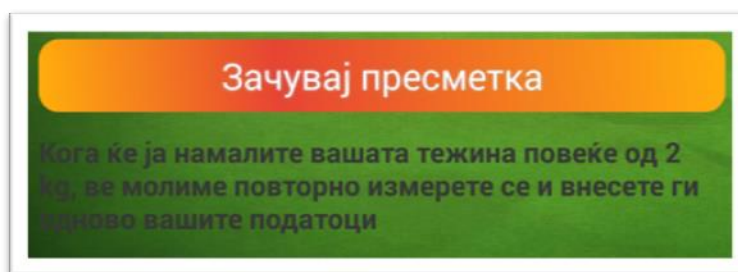 Зачувај пресметка
Кога ќе ја намалите вашата тежина повеќе од 2
kg, ве молиме повторно измерете се и внесете ги
одново вашите податоци